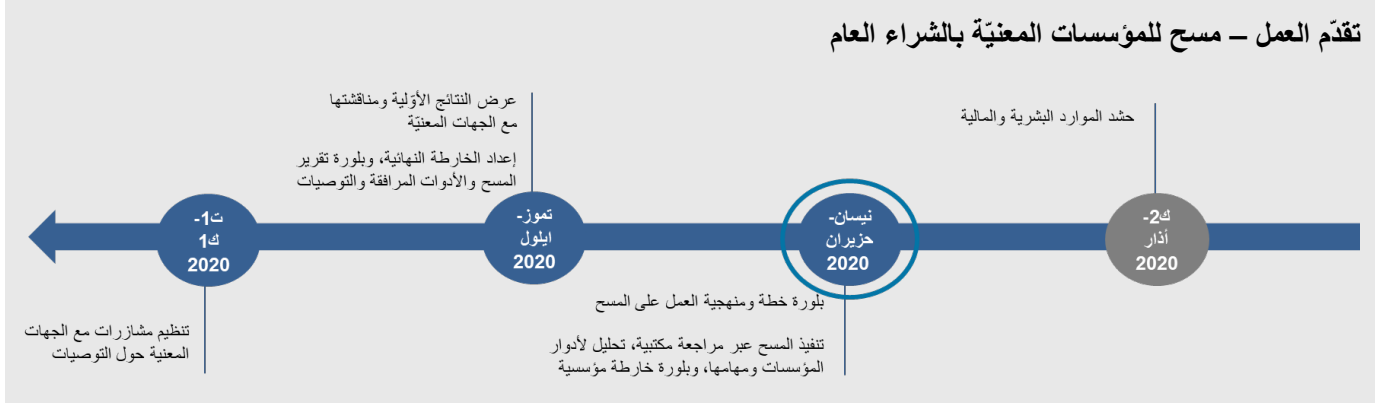 تقدّم العمل – مسح للمؤسسات المعنيّة بالشراء العام
حشد الموارد البشرية والمالية
ك2-
أذار
2020
نيسان-
حزيران
2020
بلورة خطة ومنهجية العمل على المسح
تنفيذ المسح عبر مراجعة مكتبية، تحليل لأدوار
المؤسسات ومهامها، وبلورة خارطة مؤسسية
عرض النتائج الأوّلية ومناقشتها
مع الجهات المعنيّة
إعداد الخارطة النهائية، وبلورة تقرير
المسح والأدوات المرافقة والتوصيات
تموز-
ايلول
2020
ت1-
ك1
2020
تنظيم مشازرات مع الجهات
المعنية حول التوصيات